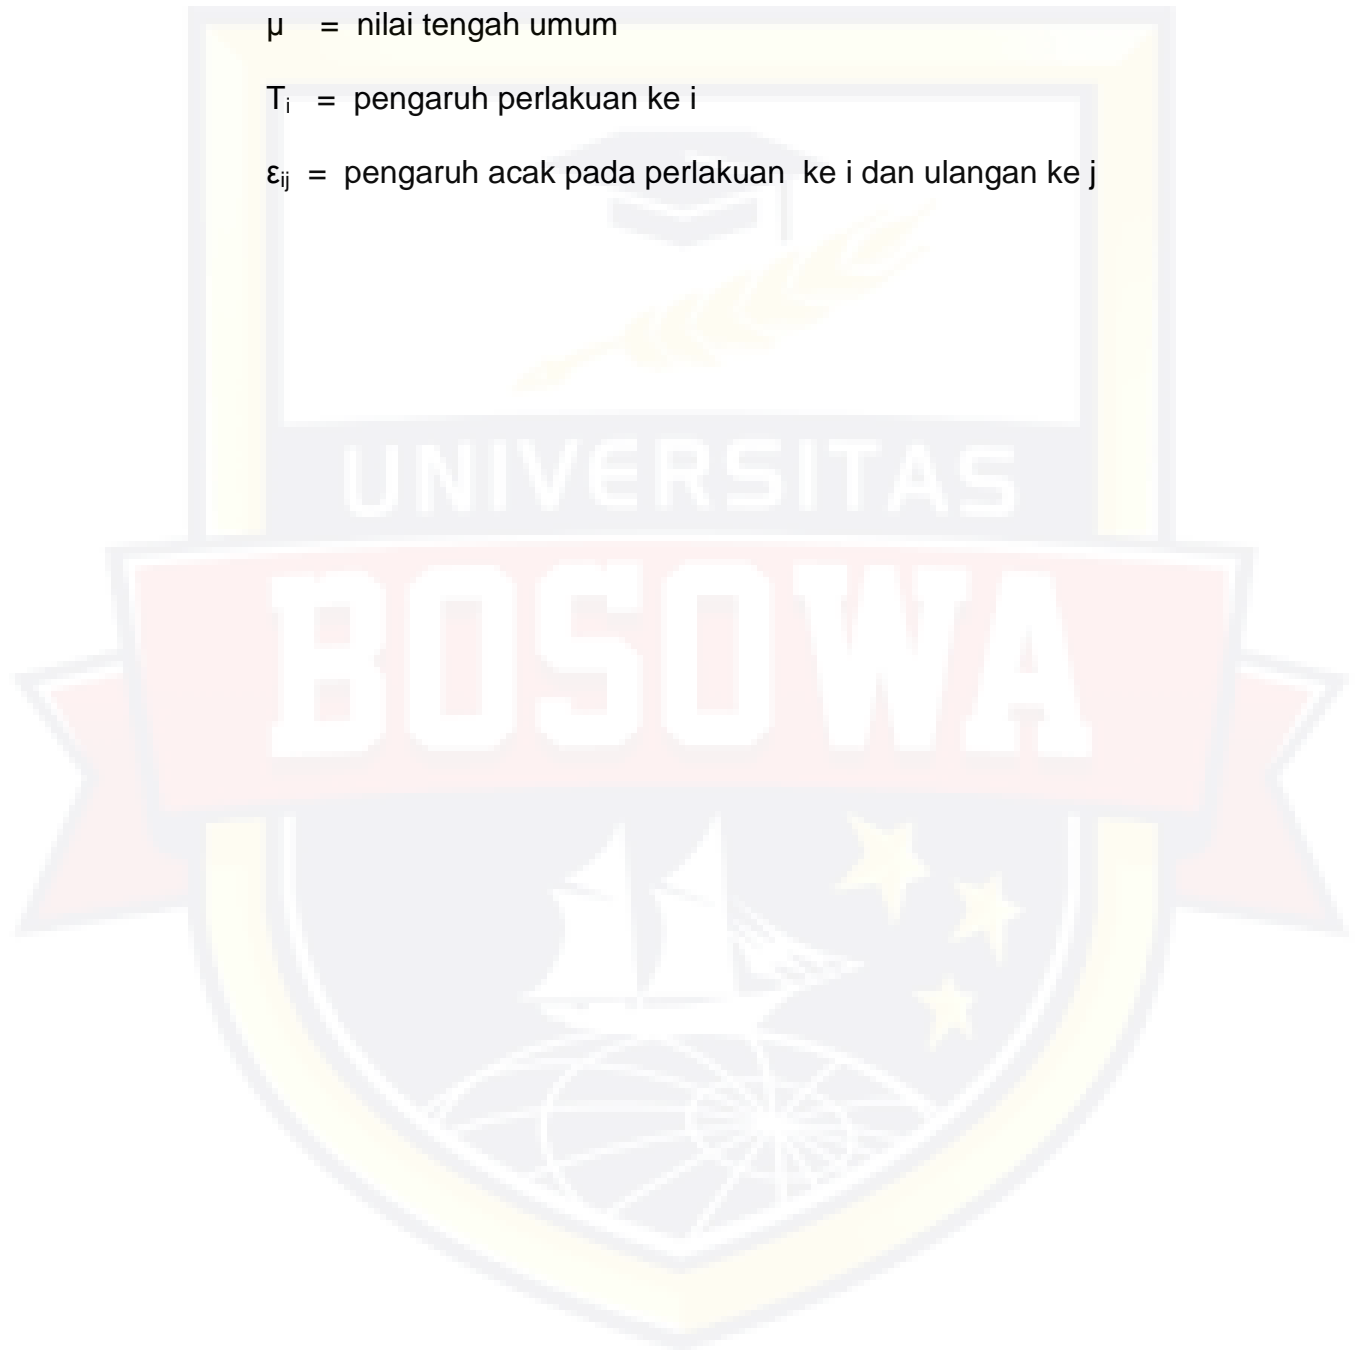 µ = nilai tengah umum
Tᵢ = pengaruh perlakuan ke i
εᵢⱼ = pengaruh acak pada perlakuan ke i dan ulangan ke j
UNIVERSITAS
BOSOWA